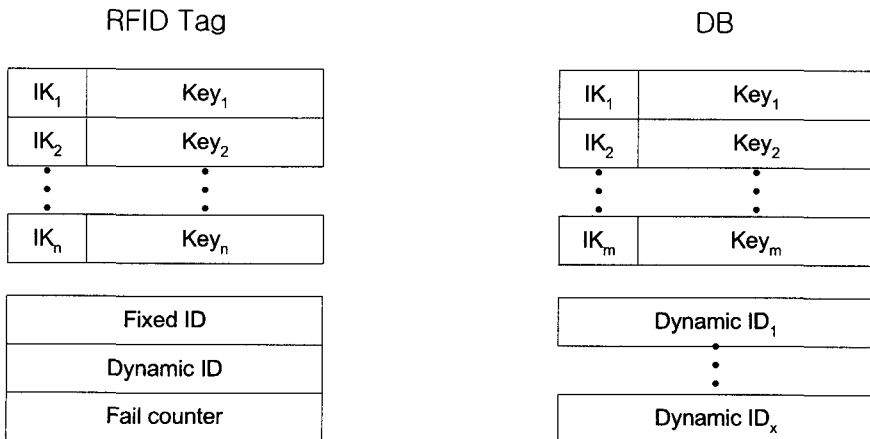 RFID Tag
DB
IK₁ Key₁
IK₂ Key₂
IKₙ Keyₙ
Fixed ID
Dynamic ID
Fail counter
IK₁ Key₁
IK₂ Key₂
IKₘ Keyₘ
Dynamic ID₁
Dynamic IDₓ